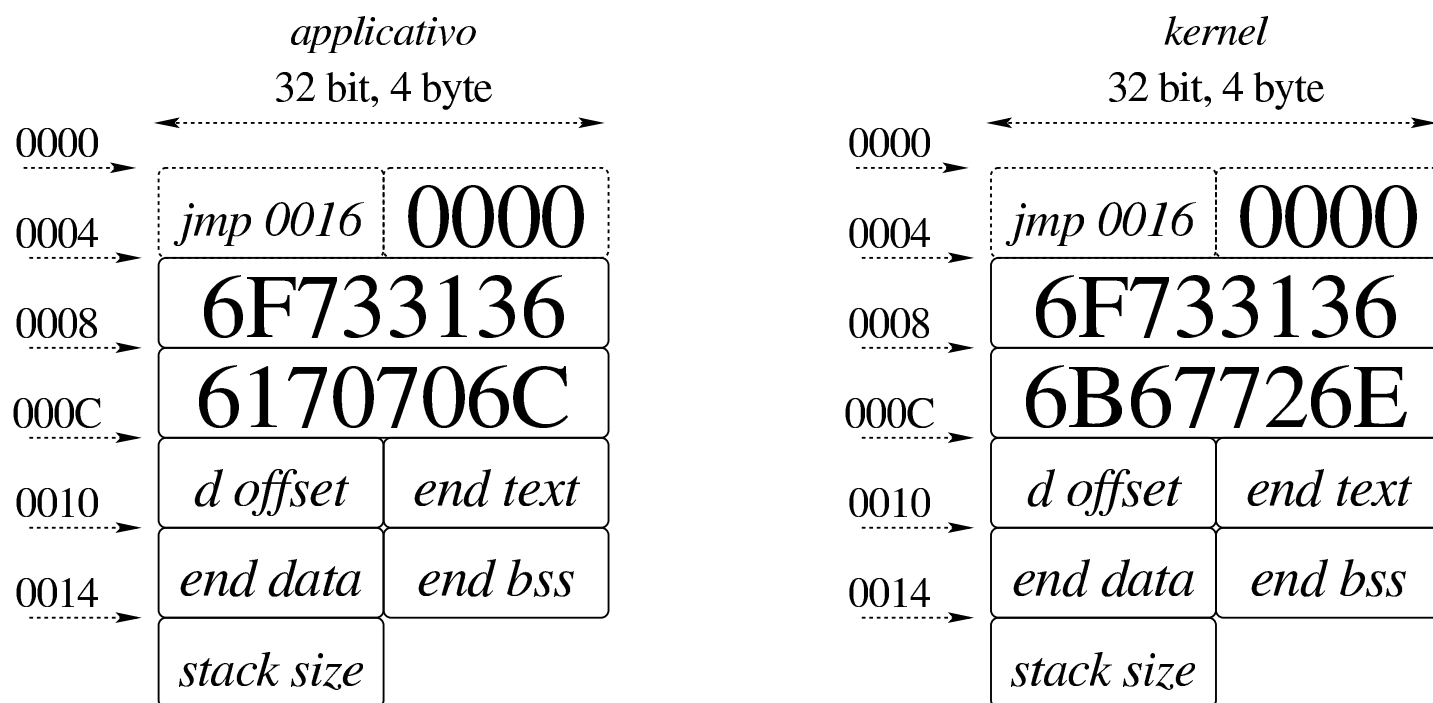 applicativo
32 bit, 4 byte
0000
jmp 0016 0000
0004
6F733136
0008
6170706C
000C
d offset end text
0010
end data end bss
0014
stack size
kernel
32 bit, 4 byte
0000
jmp 0016 0000
0004
6F733136
0008
6B67726E
000C
d offset end text
0010
end data end bss
0014
stack size